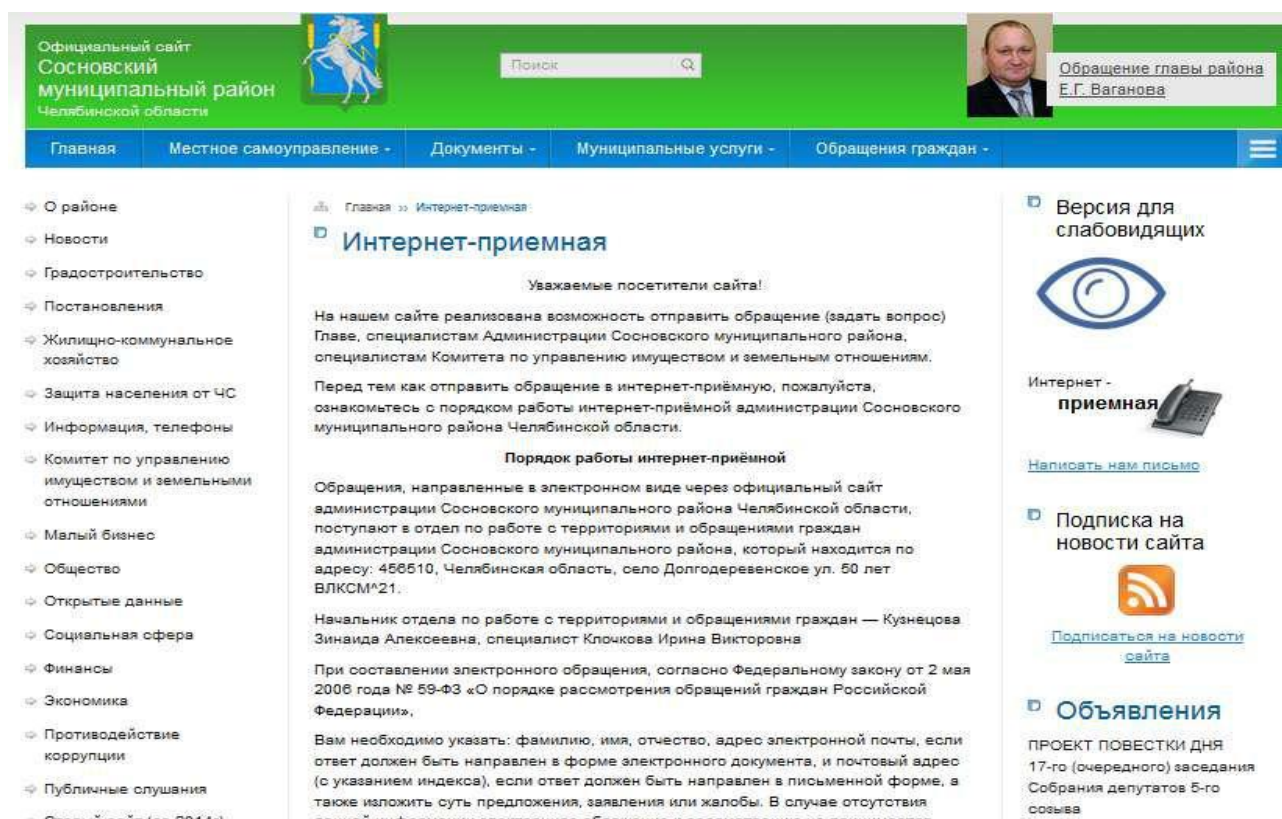 Официальный сайт
Сосновский
муниципальный район
Челябинской области
Поиск
Обращение главы района
Е.Г. Ваганова
Главная
Местное самоуправление
Документы
Муниципальные услуги
Обращения граждан
О районе
Новости
Градостроительство
Постановления
Жилищно-коммунальное
хозяйство
Защита населения от ЧС
Информация, телефоны
Комитет по управлению
имуществом и земельными
отношениями
Малый бизнес
Общество
Открытые данные
Социальная сфера
Финансы
Экономика
Противодействие
коррупции
Публичные слушания
Главная » Интернет-приемная
Интернет-приемная
Уважаемые посетители сайта!
На нашем сайте реализована возможность отправить обращение (задать вопрос)
Главе, специалистам Администрации Сосновского муниципального района,
специалистам Комитета по управлению имуществом и земельным отношениям.
Перед тем как отправить обращение в интернет-приёмную, пожалуйста,
ознакомьтесь с порядком работы интернет-приёмной администрации Сосновского
муниципального района Челябинской области.
Порядок работы интернет-приёмной
Обращения, направленные в электронном виде через официальный сайт
администрации Сосновского муниципального района Челябинской области,
поступают в отдел по работе с территориями и обращениями граждан
администрации Сосновского муниципального района, который находится по
адресу: 456510, Челябинская область, село Долгодеревенское ул. 50 лет
ВЛКСМ^21.
Начальник отдела по работе с территориями и обращениями граждан — Кузнецова
Зинаида Алексеевна, специалист Клочкова Ирина Викторовна
При составлении электронного обращения, согласно Федеральному закону от 2 мая
2006 года № 59-ФЗ «О порядке рассмотрения обращений граждан Российской
Федерации»,
Вам необходимо указать: фамилию, имя, отчество, адрес электронной почты, если
ответ должен быть направлен в форме электронного документа, и почтовый адрес
(с указанием индекса), если ответ должен быть направлен в письменной форме, а
также изложить суть предложения, заявления или жалобы. В случае отсутствия
Версия для
слабовидящих
Интернет -
приемная
Написать нам письмо
Подписка на
новости сайта
Подписаться на новости
сайта
Объявления
ПРОЕКТ ПОВЕСТКИ ДНЯ
17-го (очередного) заседания
Собрания депутатов 5-го
созыва